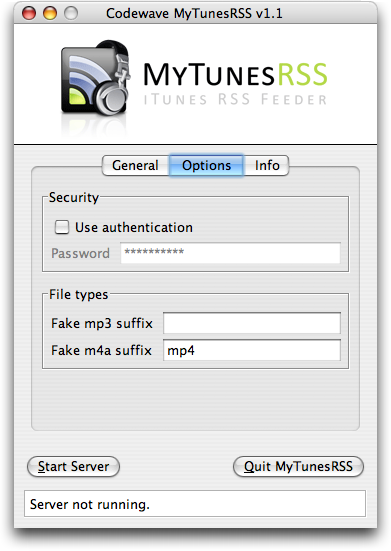 Codewave MyTunesRSS v1.1
MyTunesRSS
iTunes RSS Feeder
General Options Info
Security
Use authentication
Password **********
File types
Fake mp3 suffix
Fake m4a suffix mp4
Start Server Quit MyTunesRSS
Server not running.